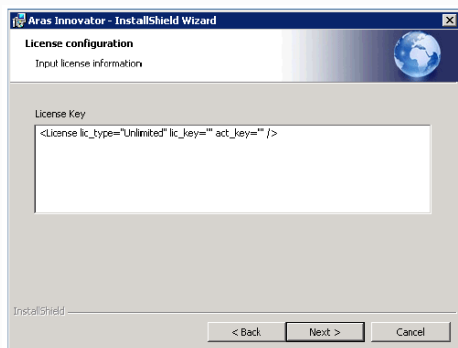 Aras Innovator - InstallShield Wizard
License configuration
Input license information
License Key
<License lic_type="Unlimited" lic_key="" act_key="" />
InstallShield
< Back
Next >
Cancel